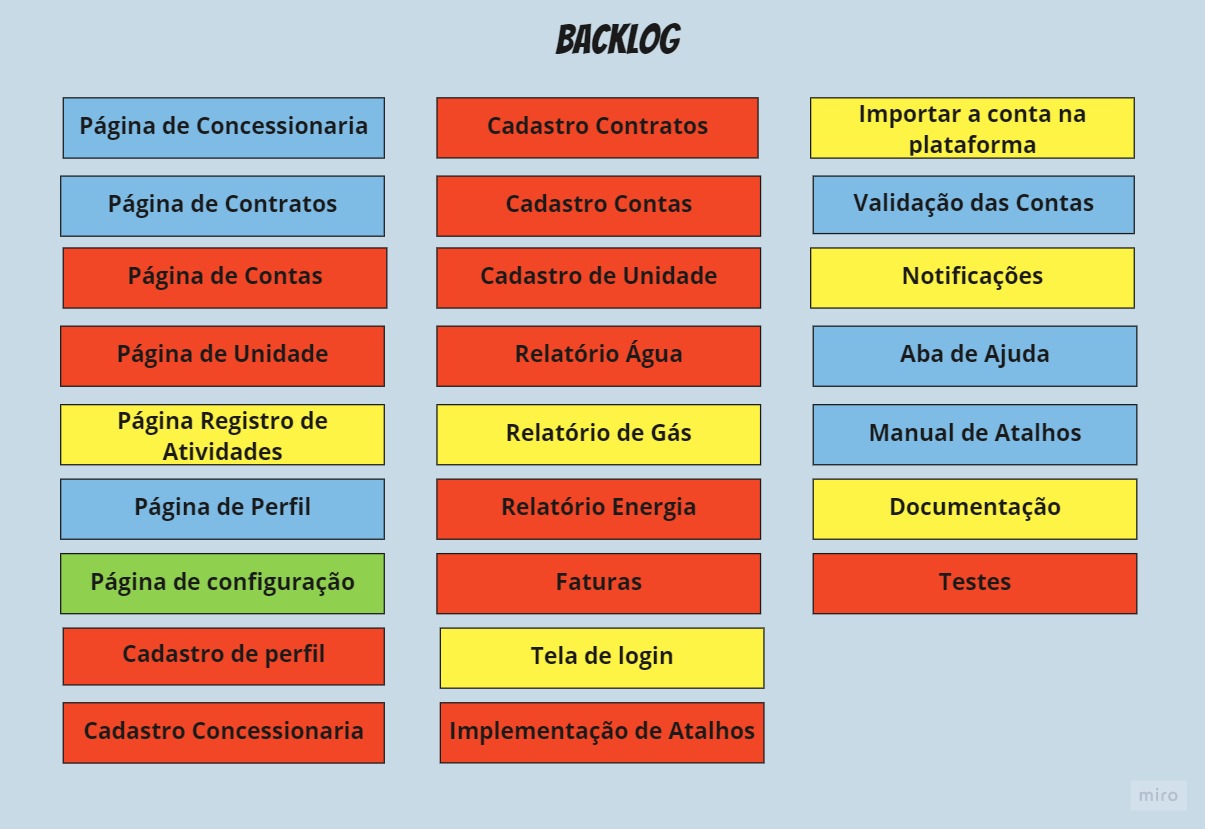 BACKLOG
Página de Concessionaria
Página de Contratos
Página de Contas
Página de Unidade
Página Registro de
Atividades
Página de Perfil
Página de configuração
Cadastro de perfil
Cadastro Concessionaria
Cadastro Contratos
Cadastro Contas
Cadastro de Unidade
Relatório Água
Relatório de Gás
Relatório Energia
Faturas
Tela de login
Implementação de Atalhos
Importar a conta na
plataforma
Validação das Contas
Notificações
Aba de Ajuda
Manual de Atalhos
Documentação
Testes
miro